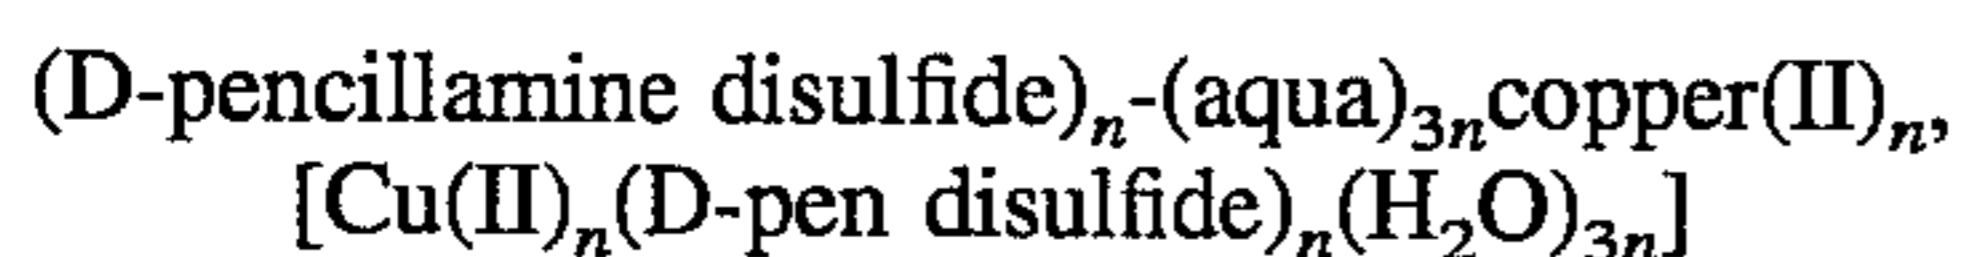 (D-pencillamine disulfide)ₙ-(aqua)₃ₙcopper(II)ₙ,
[Cu(II)ₙ(D-pen disulfide)ₙ(H₂O)₃ₙ]